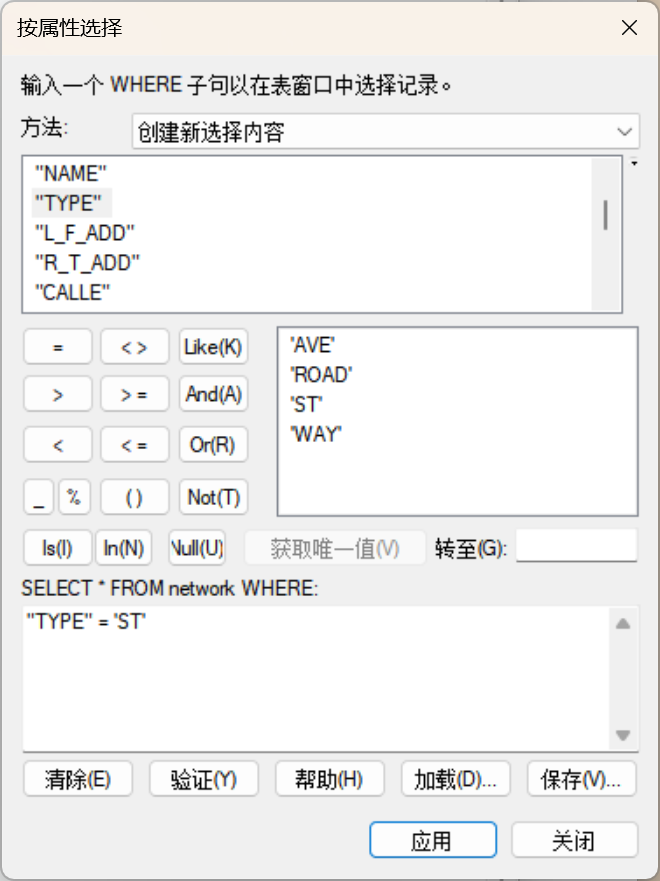 按属性选择
输入一个 WHERE 子句以在表窗口中选择记录。
方法:
创建新选择内容
"NAME"
"TYPE"
"L_F_ADD"
"R_T_ADD"
"CALLE"
= < > Like(K)
> > = And(A)
< < = Or(R)
_ % ( ) Not(T)
'AVE'
'ROAD'
'ST'
'WAY'
Is(I) In(N) Null(U) 获取唯一值(V) 转至(G):
SELECT * FROM network WHERE:
"TYPE" = 'ST'
清除(E) 验证(Y) 帮助(H) 加载(D)... 保存(V)...
应用 关闭